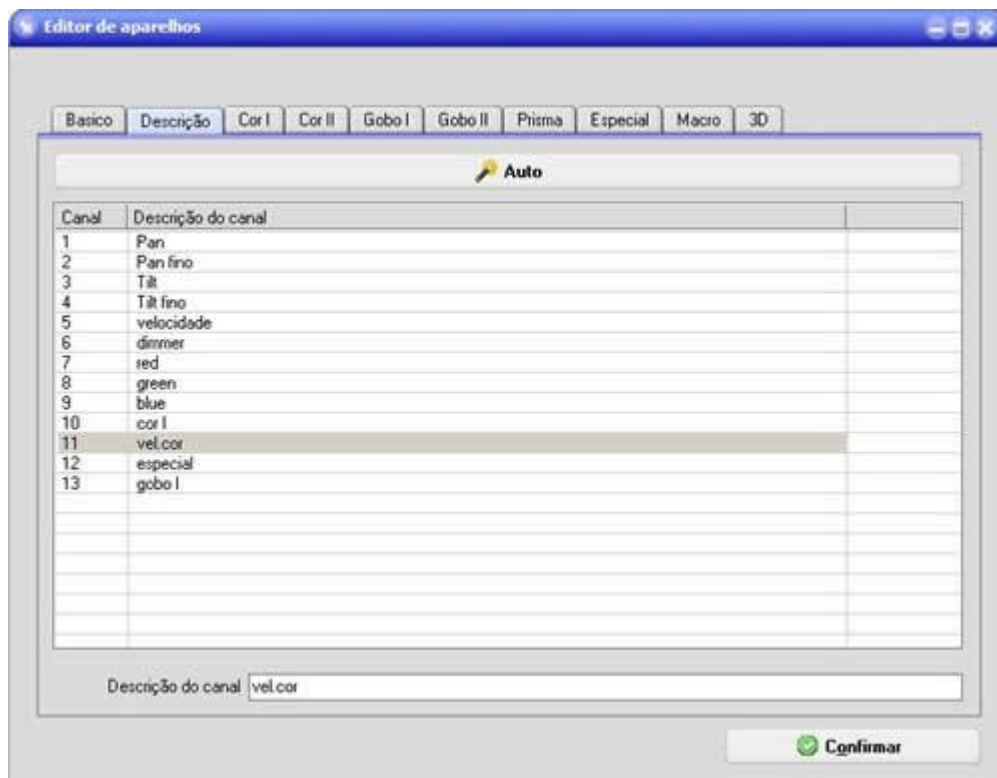 Editor de aparelhos
Basico Descrição Cor I Cor II Gobo I Gobo II Prisma Especial Macro 3D
Auto
Canal Descrição do canal
1 Pan
2 Pan fino
3 Tilt
4 Tilt fino
5 velocidade
6 dimmer
7 red
8 green
9 blue
10 cor I
11 vel.cor
12 especial
13 gobo I
Descrição do canal vel.cor
Confirmar